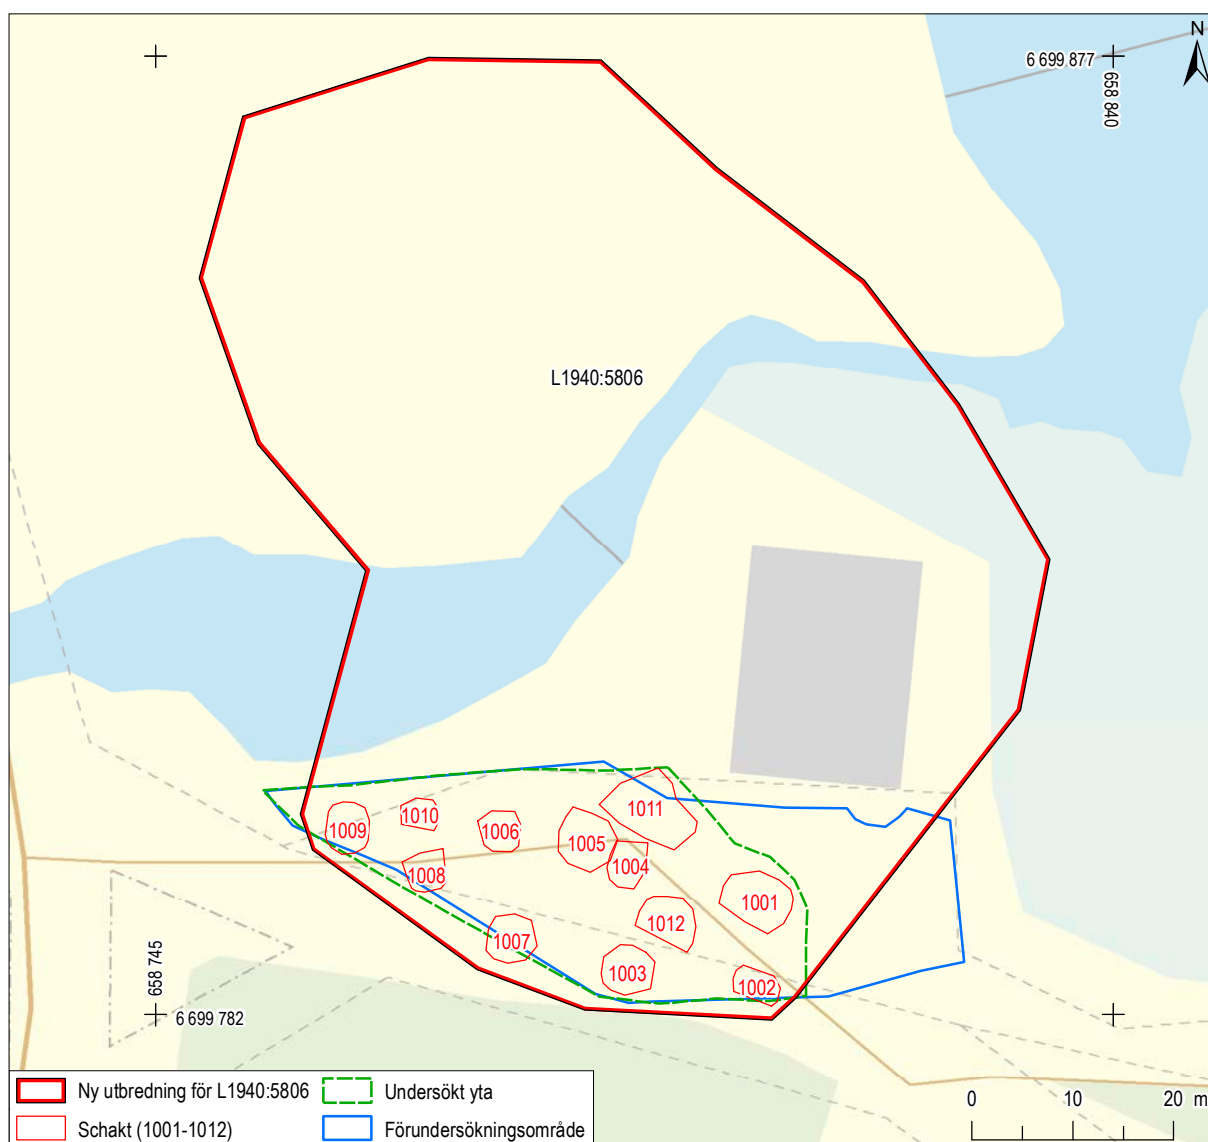 N
6 699 877
658 840
L1940:5806
1011
1010
1009
1006
1005
1004
1008
1001
1012
1007
1003
1002
658 745
6 699 782
Ny utbredning för L1940:5806
Undersökt yta
Schakt (1001-1012)
Förundersökningsområde
0 10 20 m